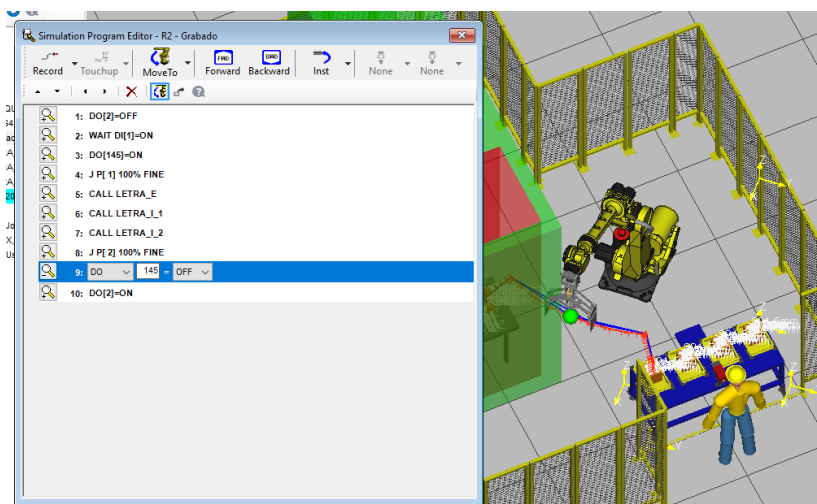 Simulation Program Editor - R2 - Grabado
Record Touchup MoveTo FWD Forward BWD Backward Inst None None
1: DO[2]=OFF
2: WAIT DI[1]=ON
3: DO[145]=ON
4: J P[ 1] 100% FINE
5: CALL LETRA_E
6: CALL LETRA_I_1
7: CALL LETRA_I_2
8: J P[ 2] 100% FINE
9: DO 145 = OFF
10: DO[2]=ON
Z
Z
Z
Z
X
X
Y